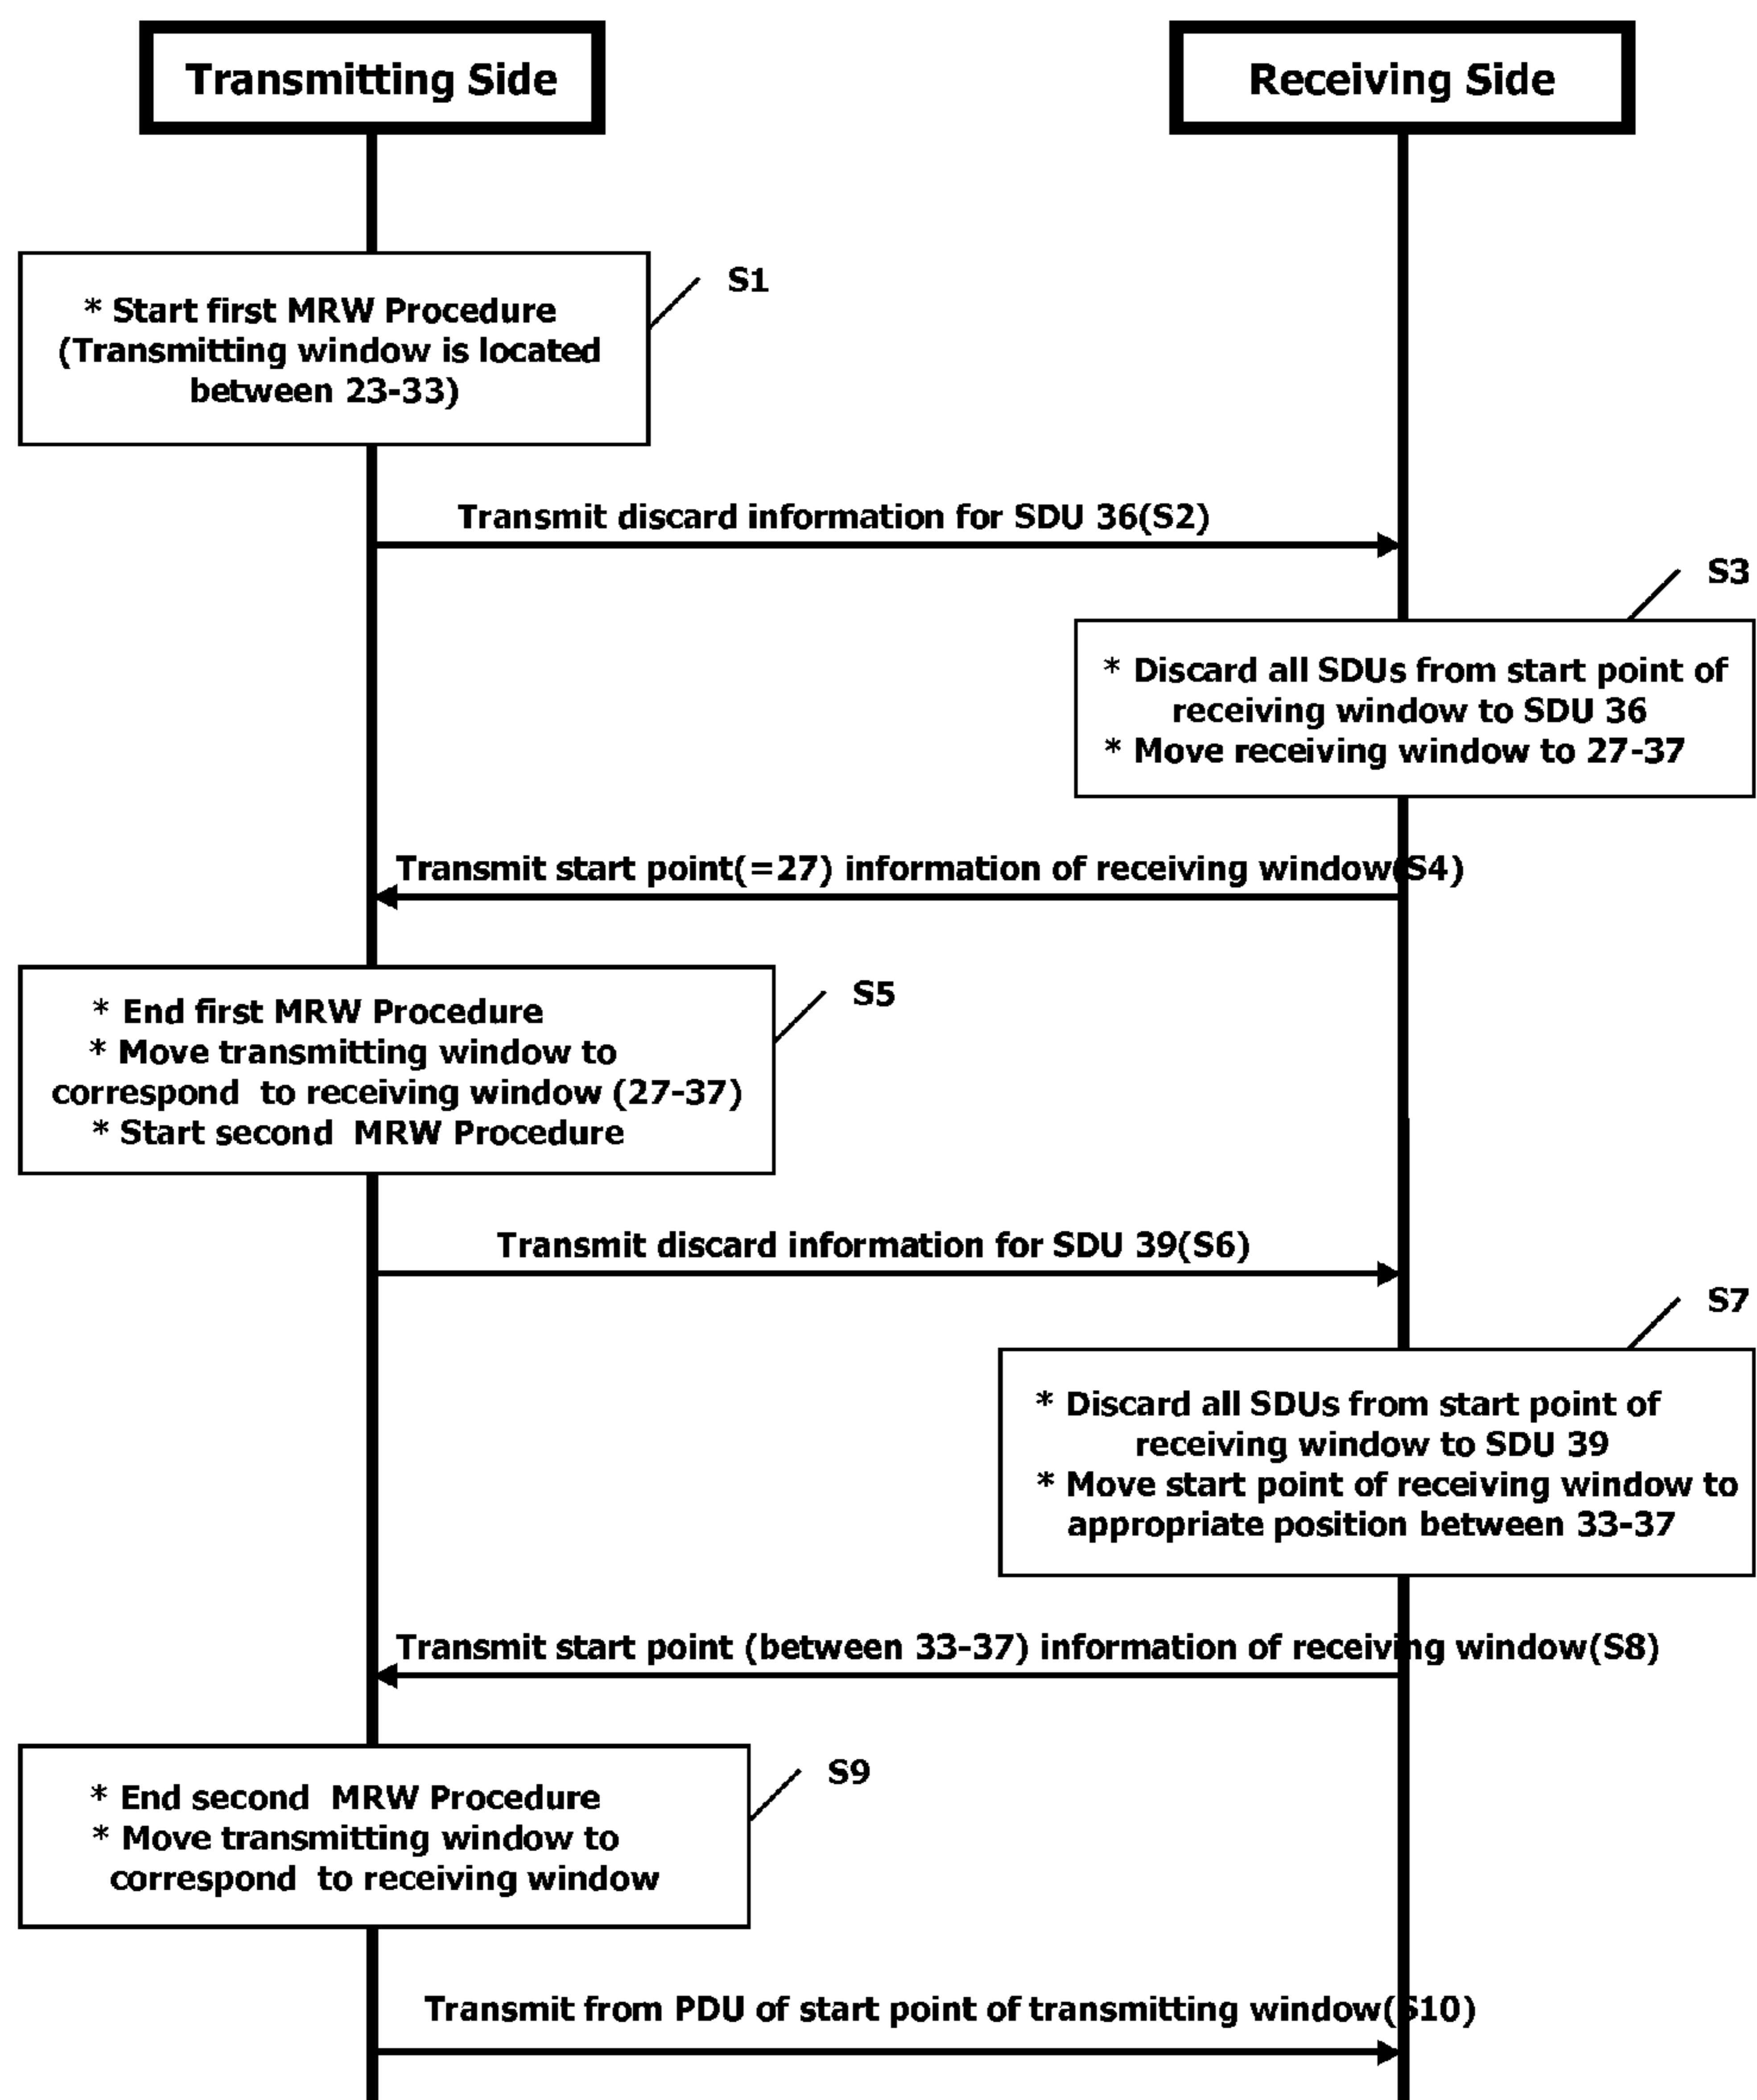 Transmitting Side
Receiving Side
* Start first MRW Procedure
(Transmitting window is located
between 23-33)
S1
Transmit discard information for SDU 36(S2)
S3
* Discard all SDUs from start point of
receiving window to SDU 36
* Move receiving window to 27-37
Transmit start point(=27) information of receiving window(S4)
* End first MRW Procedure
* Move transmitting window to
correspond to receiving window (27-37)
* Start second MRW Procedure
S5
Transmit discard information for SDU 39(S6)
S7
* Discard all SDUs from start point of
receiving window to SDU 39
* Move start point of receiving window to
appropriate position between 33-37
Transmit start point (between 33-37) information of receiving window(S8)
* End second MRW Procedure
* Move transmitting window to
correspond to receiving window
S9
Transmit from PDU of start point of transmitting window(S10)